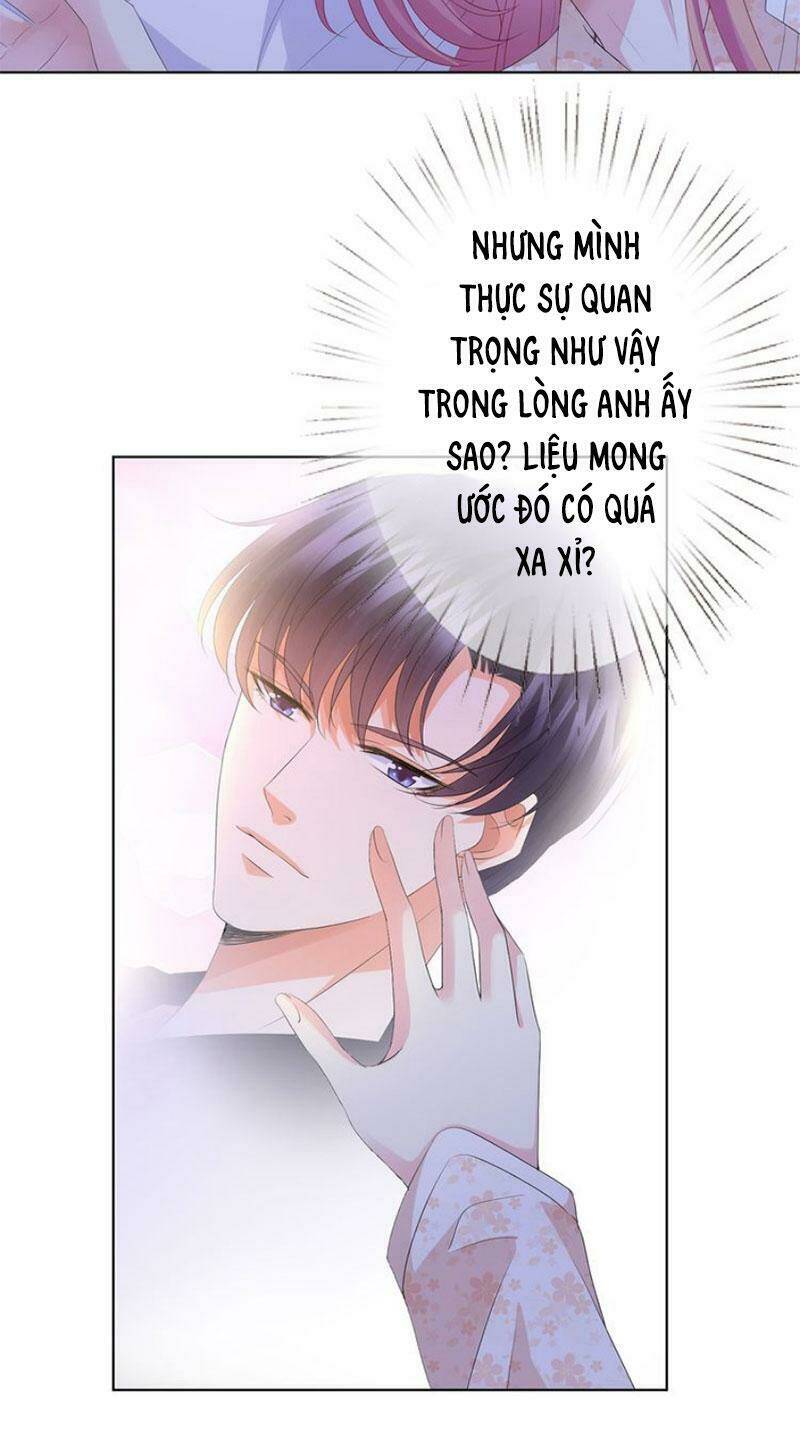 NHƯNG MÌNH
THỰC SỰ QUAN
TRỌNG NHƯ VẬY
TRONG LÒNG ANH ẤY
SAO? LIỆU MONG
ƯỚC ĐÓ CÓ QUÁ
XA XỈ?